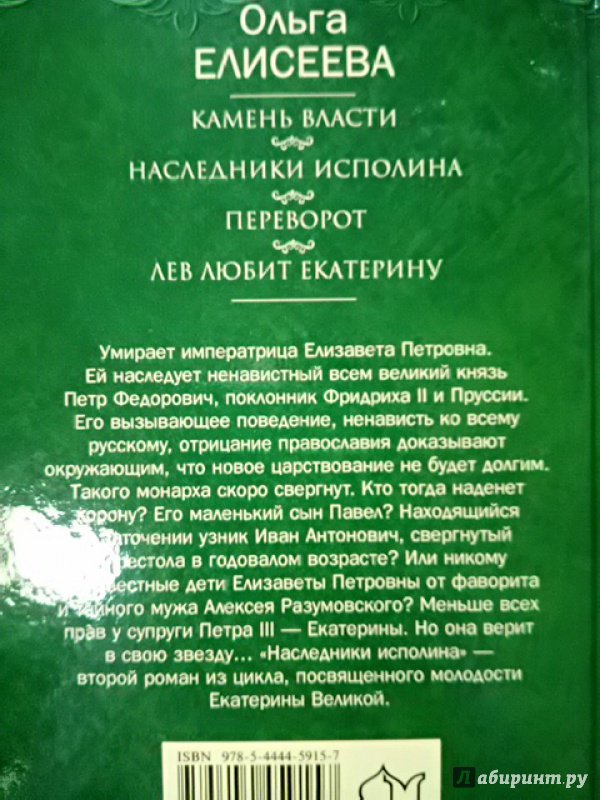 Ольга
ЕЛИСЕЕВА
КАМЕНЬ ВЛАСТИ
НАСЛЕДНИКИ ИСПОЛИНА
ПЕРЕВОРОТ
ЛЕВ ЛЮБИТ ЕКАТЕРИНУ
Умирает императрица Елизавета Петровна.
Ей наследует ненавистный всем великий князь
Петр Федорович, поклонник Фридриха II и Пруссии.
Его вызывающее поведение, ненависть ко всему
русскому, отрицание православия доказывают
окружающим, что новое царствование не будет долгим.
Такого монарха скоро свергнут. Кто тогда наденет
корону? Его маленький сын Павел? Находящийся
заточении узник Иван Антонович, свергнутый
престола в годовалом возрасте? Или никому
дети Елизаветы Петровны от фаворита
и тайного мужа Алексея Разумовского? Меньше всех
прав у супруги Петра III — Екатерины. Но она верит
в свою звезду... «Наследники исполина» —
второй роман из цикла, посвященного молодости
Екатерины Великой.
ISBN 978-5-4444-5915-7
Лабиринт.ру